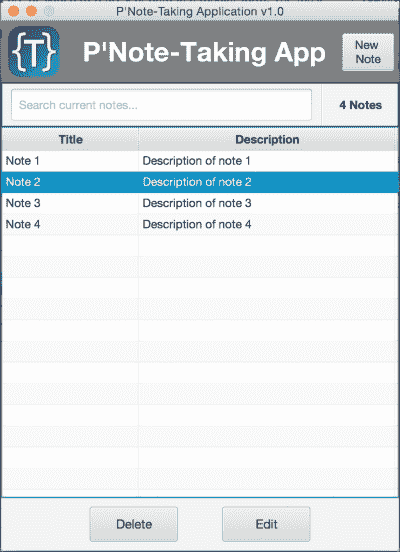 P'Note-Taking Application v1.0
{T}
P'Note-Taking App
New
Note
Search current notes...
4 Notes
Title Description
Note 1 Description of note 1
Note 2 Description of note 2
Note 3 Description of note 3
Note 4 Description of note 4
Delete Edit